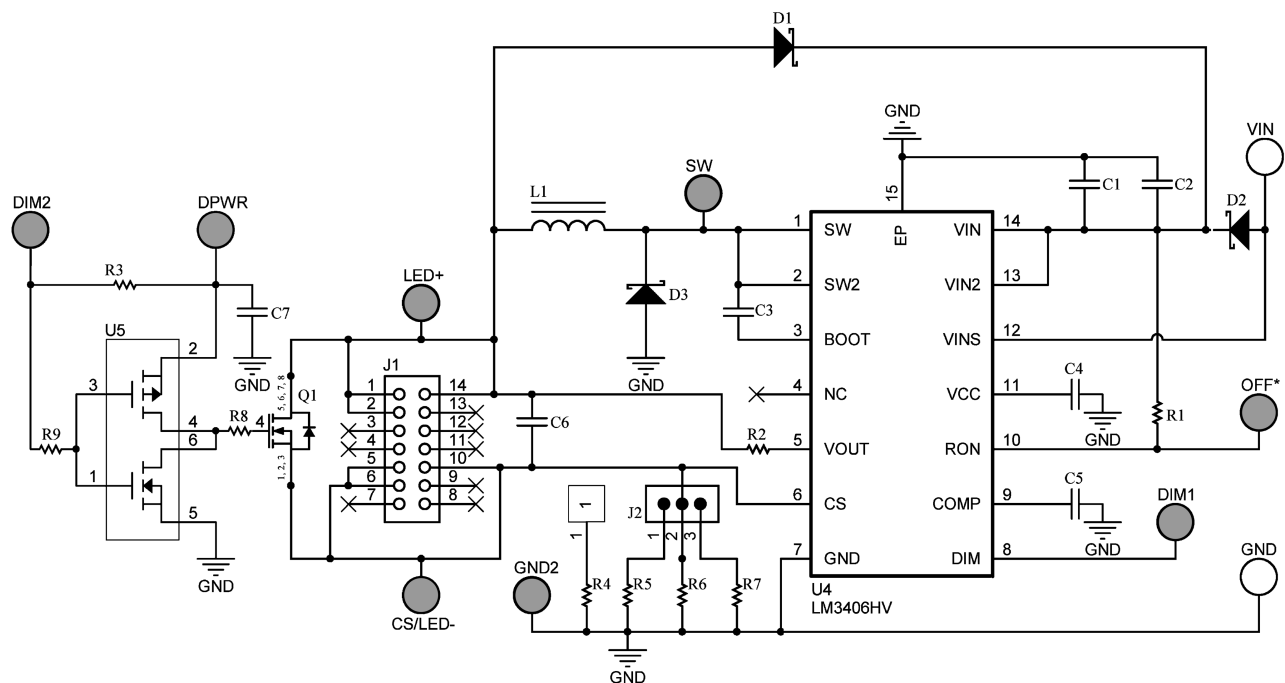 D1
GND
VIN
SW
L1
C1
C2
D2
DIM2
DPWR
15
EP
1
SW
VIN
14
R3
LED+
2
SW2
VIN2
13
D3
C3
C7
U5
2
3
BOOT
VINS
12
GND
GND
J1
5, 6, 7, 8
Q1
3
1
14
4
NC
VCC
11
C4
OFF*
2
13
R8
4
4
3
12
C6
GND
R1
R9
6
4
11
R2
5
VOUT
RON
10
5
10
1, 2, 3
1
6
9
1
J2
6
CS
COMP
9
C5
DIM1
7
8
5
1
1
2
3
GND
GND
GND2
R4
R5
R6
R7
7
GND
DIM
8
GND
CS/LED-
U4
LM3406HV
GND